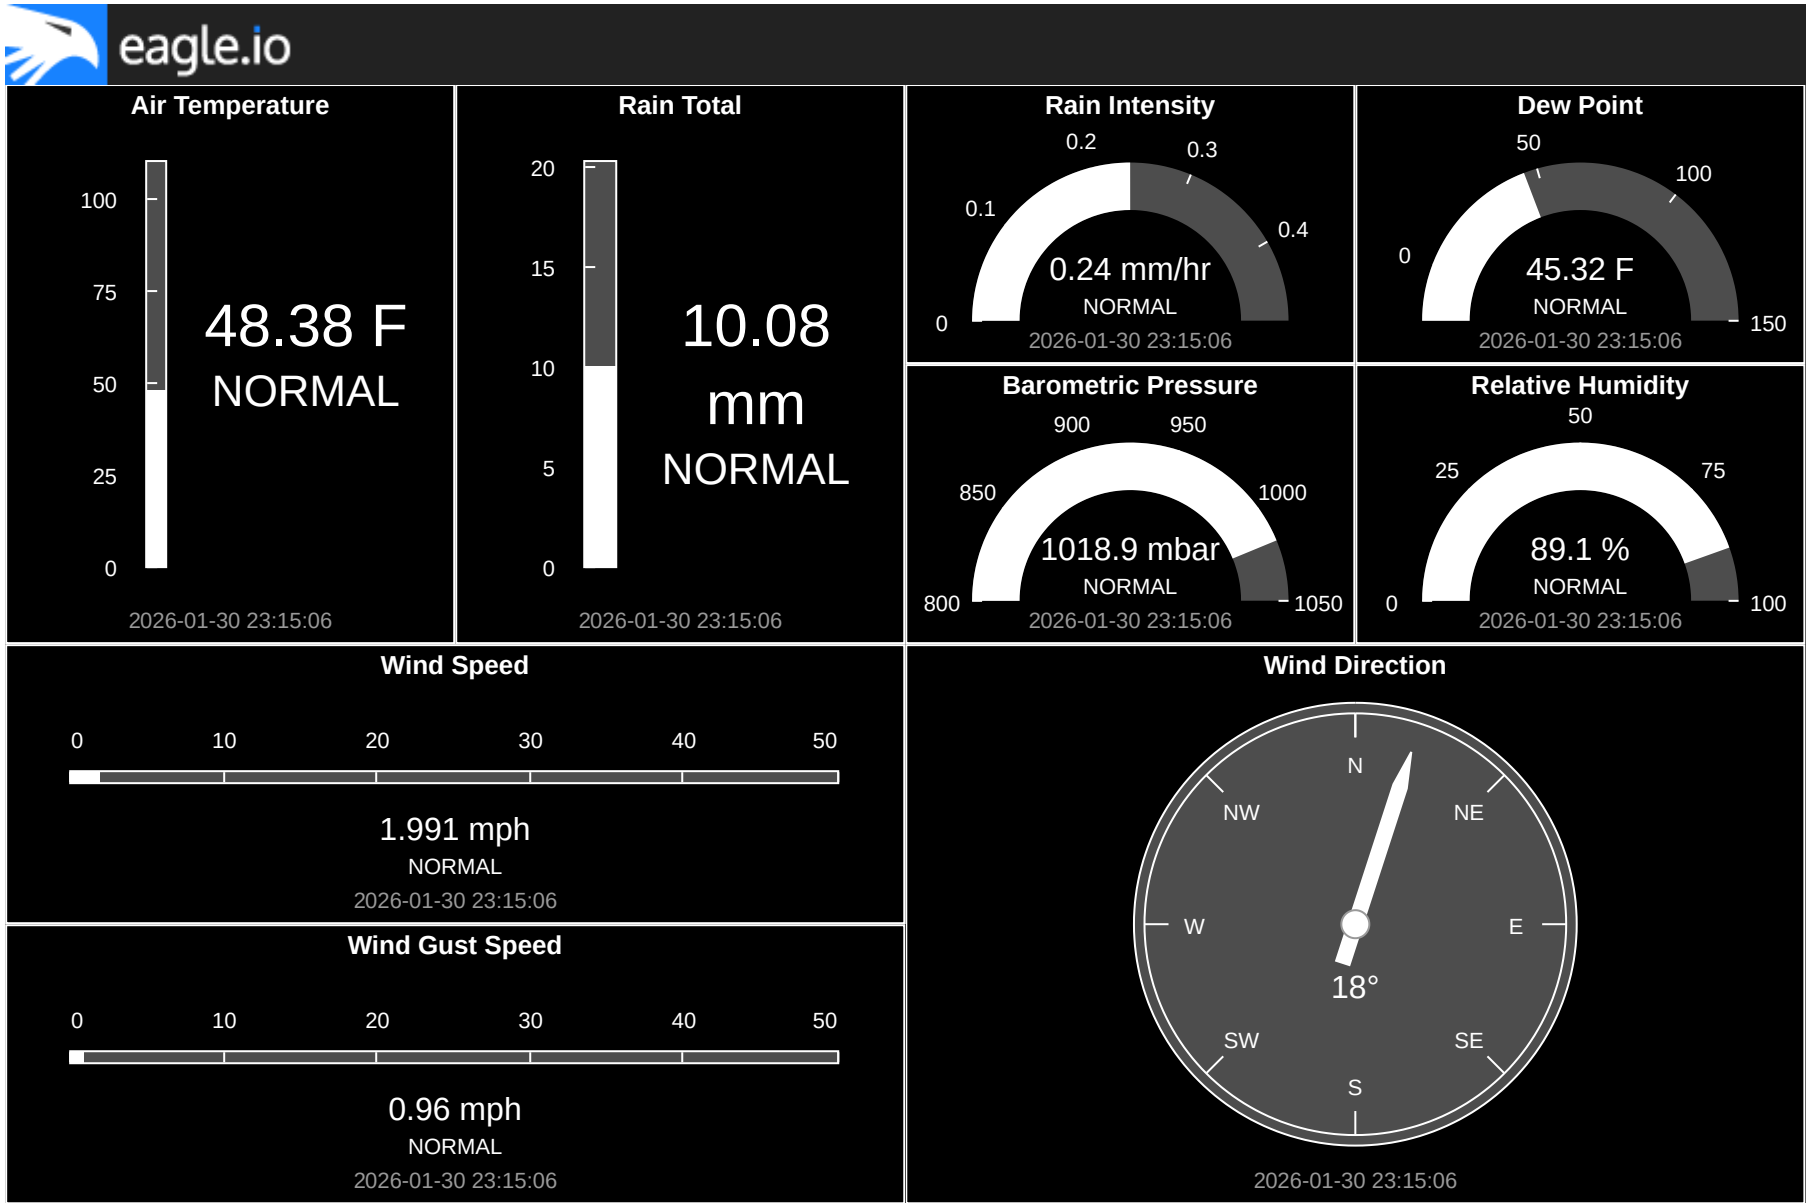 eagle.io
Air Temperature
100
75
50
25
0
48.38 F
NORMAL
2026-01-30 23:15:06
Rain Total
20
15
10
5
0
10.08
mm
NORMAL
2026-01-30 23:15:06
Rain Intensity
0
0.1
0.2
0.3
0.4
0.24 mm/hr
NORMAL
2026-01-30 23:15:06
Dew Point
0
50
100
150
45.32 F
NORMAL
2026-01-30 23:15:06
Barometric Pressure
800
850
900
950
1000
1050
1018.9 mbar
NORMAL
2026-01-30 23:15:06
Relative Humidity
0
25
50
75
100
89.1 %
NORMAL
2026-01-30 23:15:06
Wind Speed
0 10 20 30 40 50
1.991 mph
NORMAL
2026-01-30 23:15:06
Wind Gust Speed
0 10 20 30 40 50
0.96 mph
NORMAL
2026-01-30 23:15:06
Wind Direction
N
NW NE
W E
18°
SW SE
S
2026-01-30 23:15:06